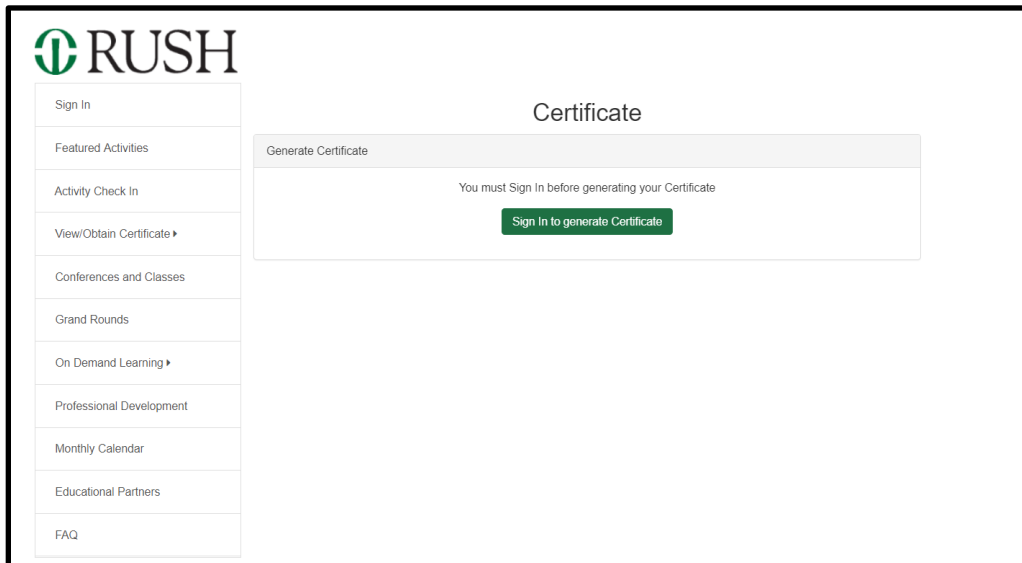 RUSH
Sign In
Featured Activities
Activity Check In
View/Obtain Certificate
Conferences and Classes
Grand Rounds
On Demand Learning
Professional Development
Monthly Calendar
Educational Partners
FAQ
Certificate
Generate Certificate
You must Sign In before generating your Certificate
Sign In to generate Certificate